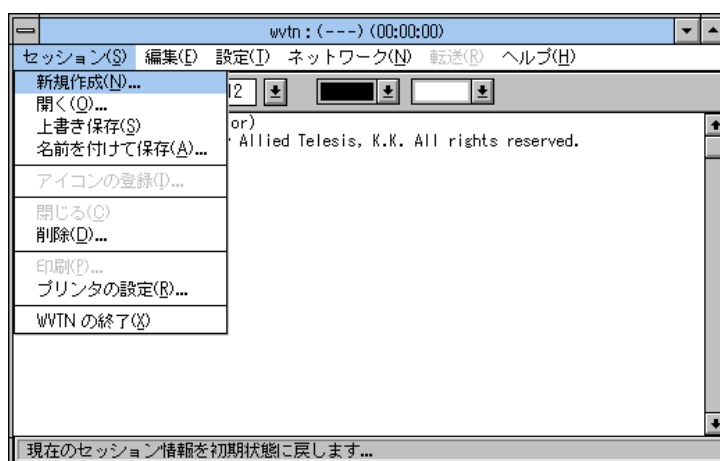 wvtn : (---) (00:00:00)
セッション(S) 編集(E) 設定(T) ネットワーク(N) 転送(R) ヘルプ(H)
新規作成(N)...
開く(O)...
上書き保存(S)
名前を付けて保存(A)...
アイコンの登録(I)...
閉じる(C)
削除(D)...
印刷(P)...
プリンタの設定(R)...
WVTN の終了(X)
12
or)
Allied Telesis, K.K. All rights reserved.
現在のセッション情報を初期状態に戻します...